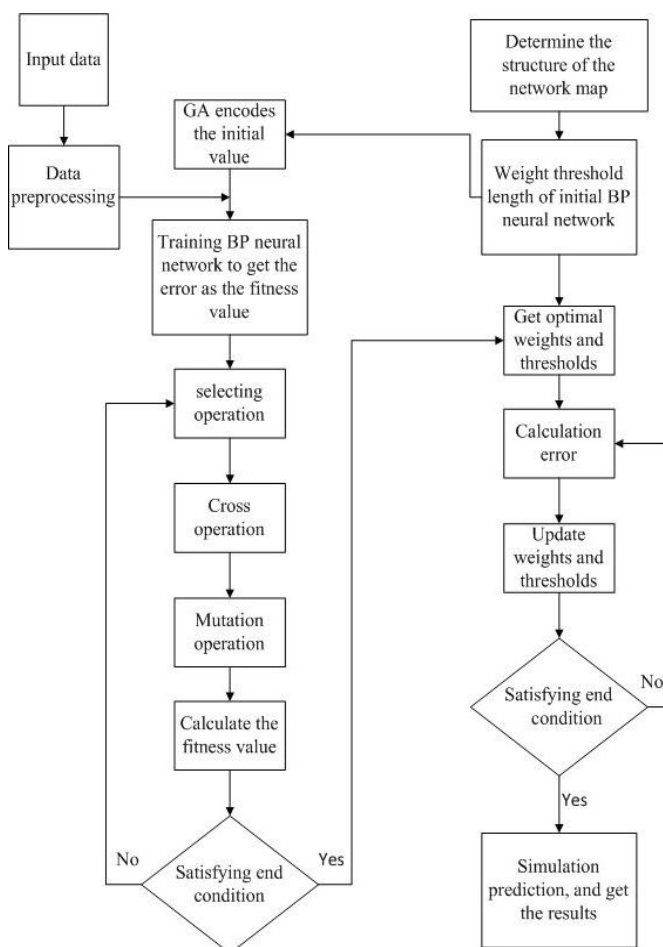 Input data
Data
preprocessing
GA encodes
the initial
value
Training BP neural
network to get the
error as the fitness
value
selecting
operation
Cross
operation
Mutation
operation
Calculate the
fitness value
No
Satisfying end
condition
Yes
Determine the
structure of the
network map
Weight threshold
length of initial BP
neural network
Get optimal
weights and
thresholds
Calculation
error
Update
weights and
thresholds
Satisfying end
condition
No
Yes
Simulation
prediction, and get
the results